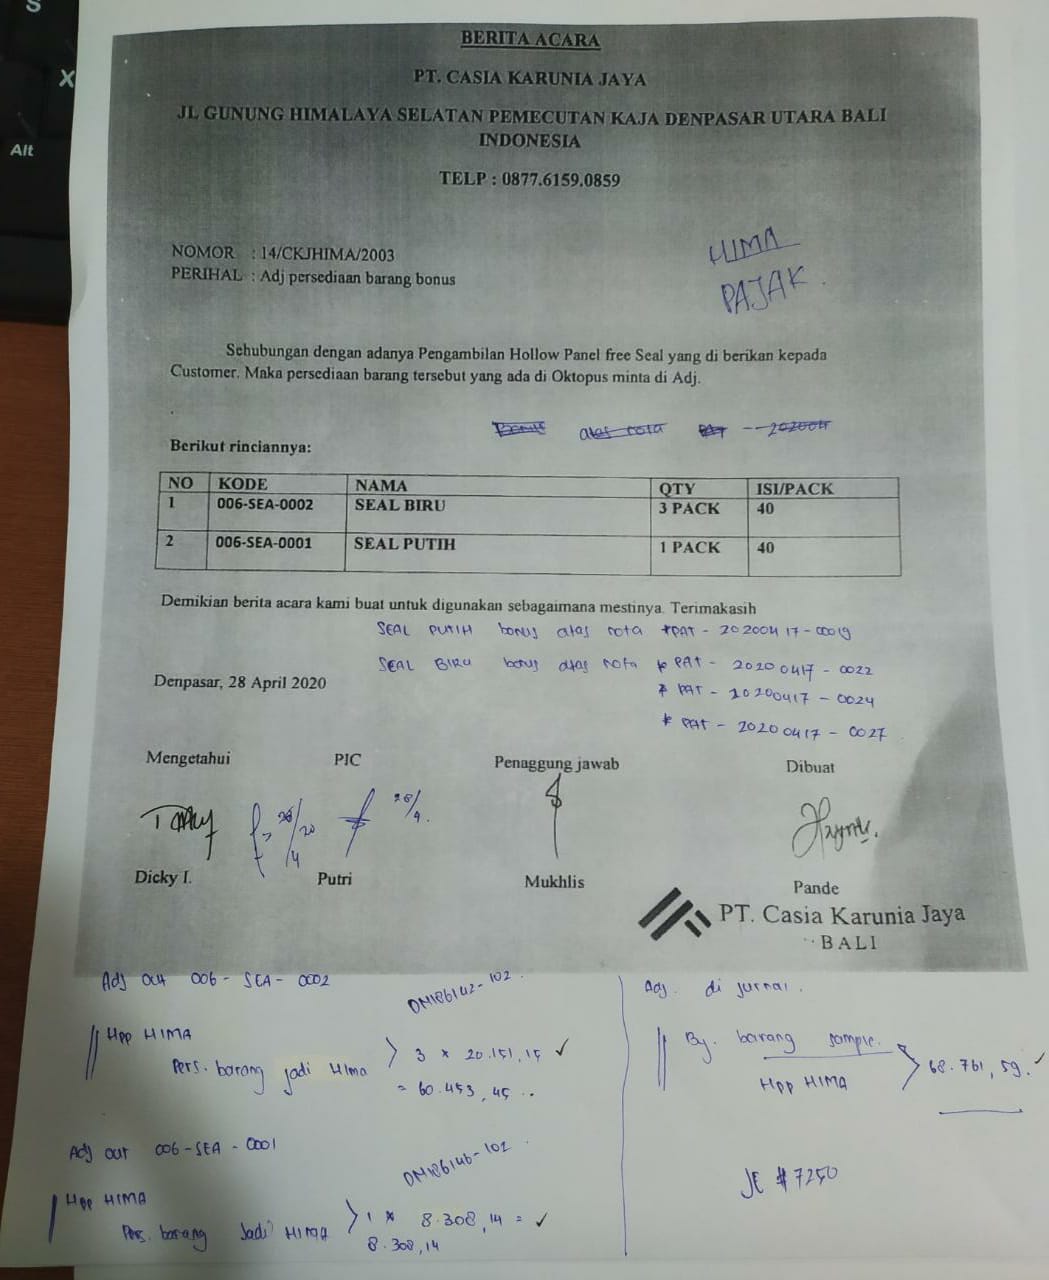 S
X
Alt
BERITA ACARA
PT. CASIA KARUNIA JAYA
JL GUNUNG HIMALAYA SELATAN PEMECUTAN KAJA DENPASAR UTARA BALI
INDONESIA
TELP : 0877.6159.0859
NOMOR : 14/CKJHIMA/2003
PERIHAL : Adj persediaan barang bonus
HIMA
PAJAK.
Sehubungan dengan adanya Pengambilan Hollow Panel free Seal yang di berikan kepada
Customer. Maka persediaan barang tersebut yang ada di Oktopus minta di Adj.
Bonus atas nota PAT - 202004
Berikut rinciannya:
NO KODE NAMA QTY ISI/PACK
1 006-SEA-0002 SEAL BIRU 3 PACK 40
2 006-SEA-0001 SEAL PUTIH 1 PACK 40
Demikian berita acara kami buat untuk digunakan sebagaimana mestinya. Terimakasih
SEAL PUTIH bonus atas nota * PAT - 20200417-00019
SEAL BIRU bonus atas nota * PAT - 20200417 - 0022
* PAT - 20200417 - 0024
* PAT - 20200417 - 0027
Denpasar, 28 April 2020
Mengetahui PIC Penaggung jawab Dibuat
28/4 20 28/4.
Dicky I. Putri Mukhlis Pande
PT. Casia Karunia Jaya
BALI
Adj out 006 - SEA - 0002
Hpp HIMA
Pers. barang jadi Hima 3 * 20.151,15 ✓
= 60.453,45 ..
Adj out 006 - SEA - 0001
Hpp HIMA
Pers. barang Jadi HIMA 1 * 8.308,14 = ✓
8.308,14
Adj. di jurnal.
By. barang sample.
Hpp HIMA 68.761,59. ✓
JE #7250